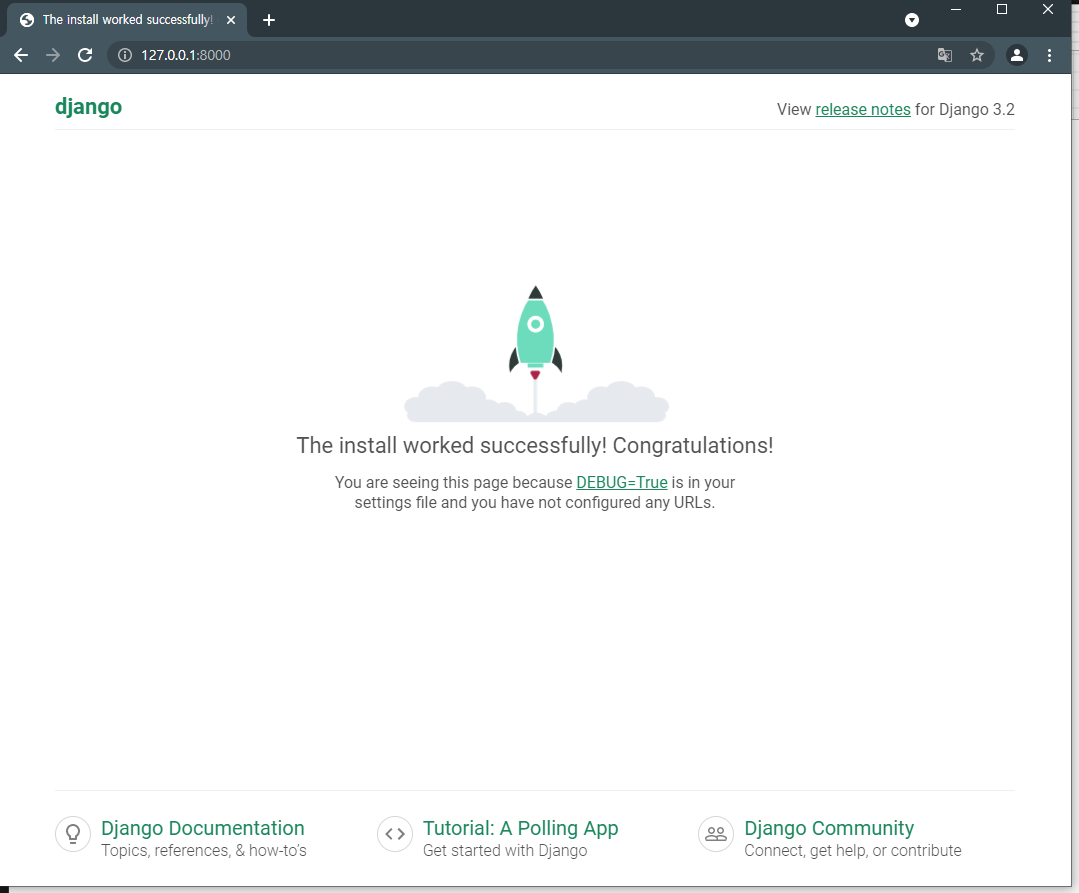 The install worked successfully!
127.0.0.1:8000
django
View release notes for Django 3.2
The install worked successfully! Congratulations!
You are seeing this page because DEBUG=True is in your
settings file and you have not configured any URLs.
Django Documentation
Topics, references, & how-to’s
Tutorial: A Polling App
Get started with Django
Django Community
Connect, get help, or contribute